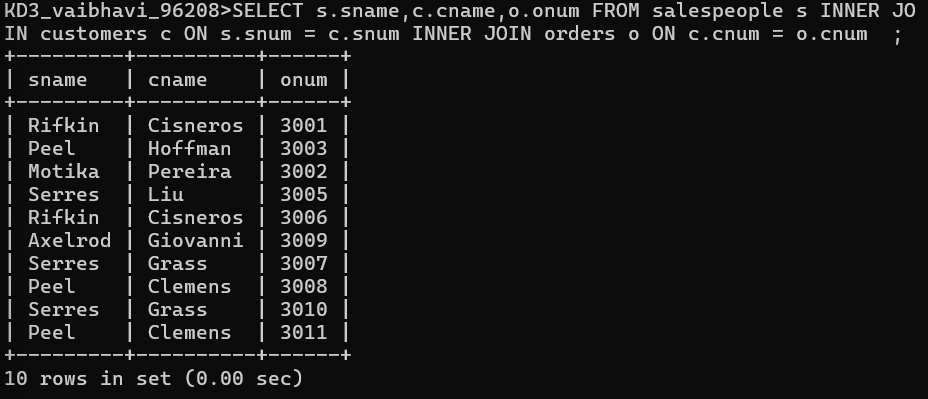 KD3_vaibhavi_96208>SELECT s.sname,c.cname,o.onum FROM salespeople s INNER JO
IN customers c ON s.snum = c.snum INNER JOIN orders o ON c.cnum = o.cnum  ;
+---------+----------+------+
| sname   | cname    | onum |
+---------+----------+------+
| Rifkin  | Cisneros | 3001 |
| Peel    | Hoffman  | 3003 |
| Motika  | Pereira  | 3002 |
| Serres  | Liu      | 3005 |
| Rifkin  | Cisneros | 3006 |
| Axelrod | Giovanni | 3009 |
| Serres  | Grass    | 3007 |
| Peel    | Clemens  | 3008 |
| Serres  | Grass    | 3010 |
| Peel    | Clemens  | 3011 |
+---------+----------+------+
10 rows in set (0.00 sec)